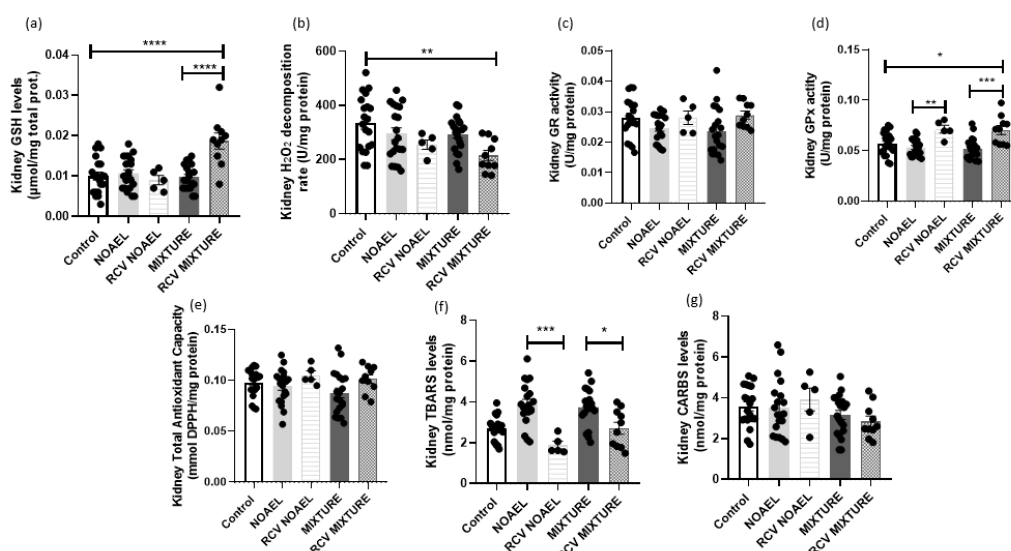 (a)
****
****
Kidney GSH levels
(μmol/mg total prot.)
0.04
0.03
0.02
0.01
0.00
Control
NOAEL
RCV NOAEL
MIXTURE
RCV MIXTURE
(b)
**
Kidney H₂O₂ decomposition
rate (U/mg protein)
600
400
200
0
Control
NOAEL
RCV NOAEL
MIXTURE
RCV MIXTURE
(c)
Kidney GR activity
(U/mg protein)
0.05
0.04
0.03
0.02
0.01
0.00
Control
NOAEL
RCV NOAEL
MIXTURE
RCV MIXTURE
(d)
*
**
***
Kidney GPx actity
(U/mg protein)
0.15
0.10
0.05
0.00
Control
NOAEL
RCV NOAEL
MIXTURE
RCV MIXTURE
(e)
Kidney Total Antioxidant Capacity
(mmol DPPH/mg protein)
0.15
0.10
0.05
0.00
Control
NOAEL
RCV NOAEL
MIXTURE
RCV MIXTURE
(f)
***
*
Kidney TBARS levels
(nmol/mg protein)
8
6
4
2
0
Control
NOAEL
RCV NOAEL
MIXTURE
RCV MIXTURE
(g)
Kidney CARBS levels
(nmol/mg protein)
8
6
4
2
0
Control
NOAEL
RCV NOAEL
MIXTURE
RCV MIXTURE